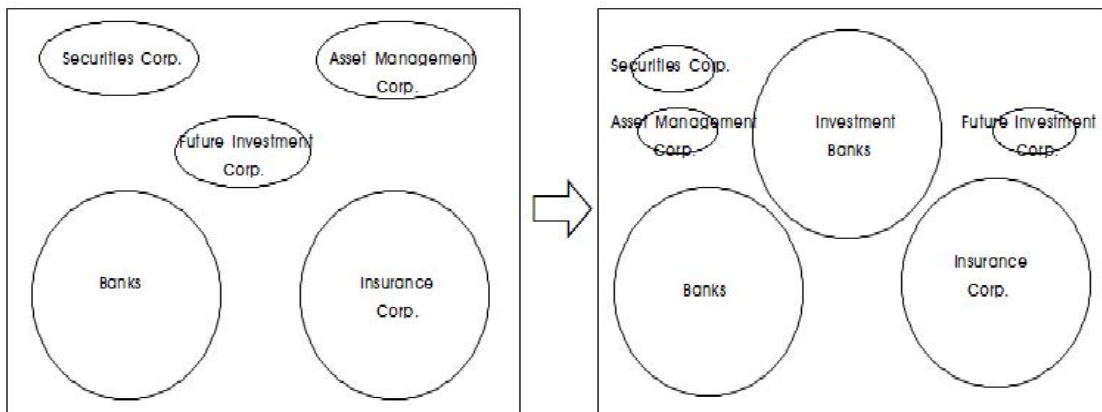 Securities Corp.
Asset Management
Corp.
Future Investment
Corp.
Banks
Insurance
Corp.
Securities Corp.
Asset Management
Corp.
Investment
Banks
Future Investment
Corp.
Banks
Insurance
Corp.